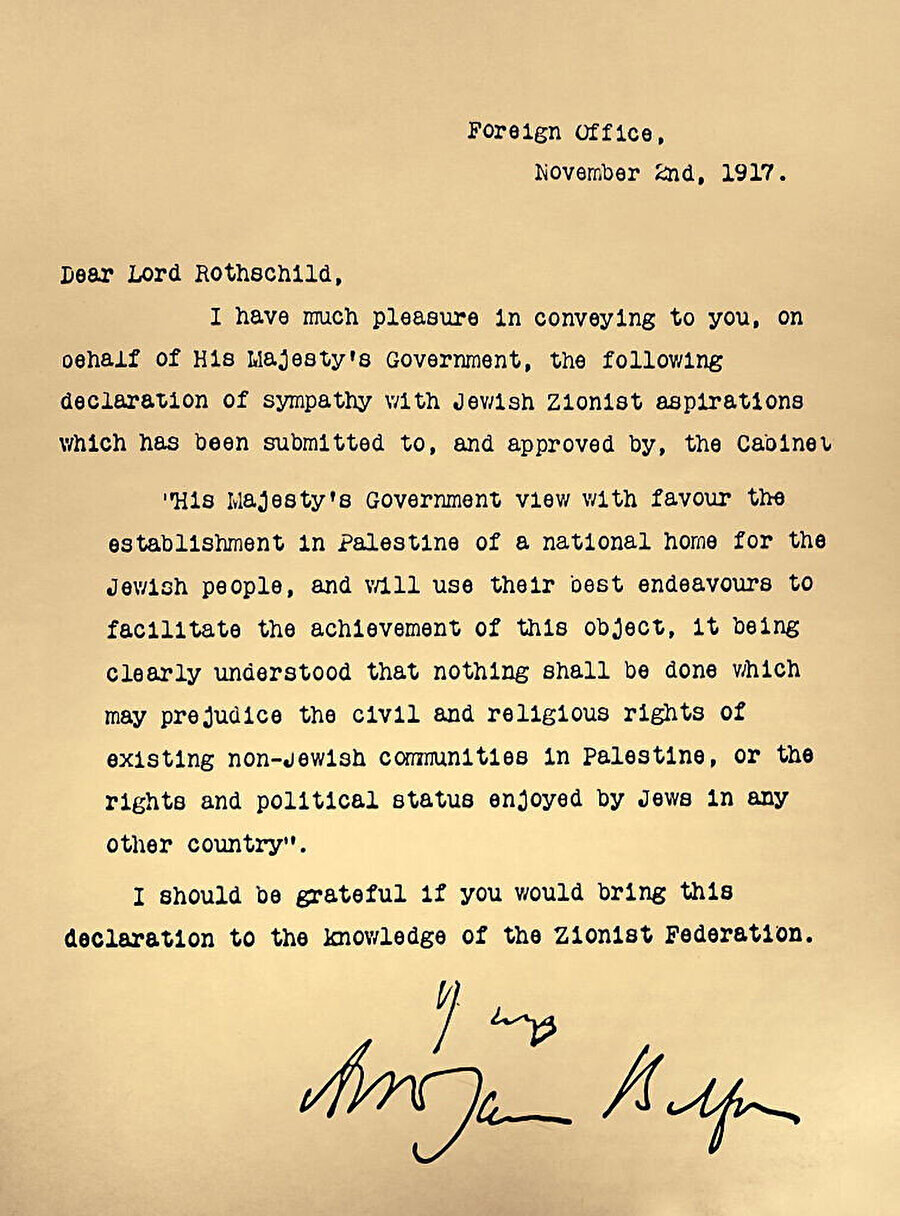 Foreign Office,
November 2nd, 1917.
Dear Lord Rothschild,
I have much pleasure in conveying to you, on
behalf of His Majesty's Government, the following
declaration of sympathy with Jewish Zionist aspirations
which has been submitted to, and approved by, the Cabinet
"His Majesty's Government view with favour the
establishment in Palestine of a national home for the
Jewish people, and will use their best endeavours to
facilitate the achievement of this object, it being
clearly understood that nothing shall be done which
may prejudice the civil and religious rights of
existing non-Jewish communities in Palestine, or the
rights and political status enjoyed by Jews in any
other country".
I should be grateful if you would bring this
declaration to the knowledge of the Zionist Federation.
Arthur James Balfour